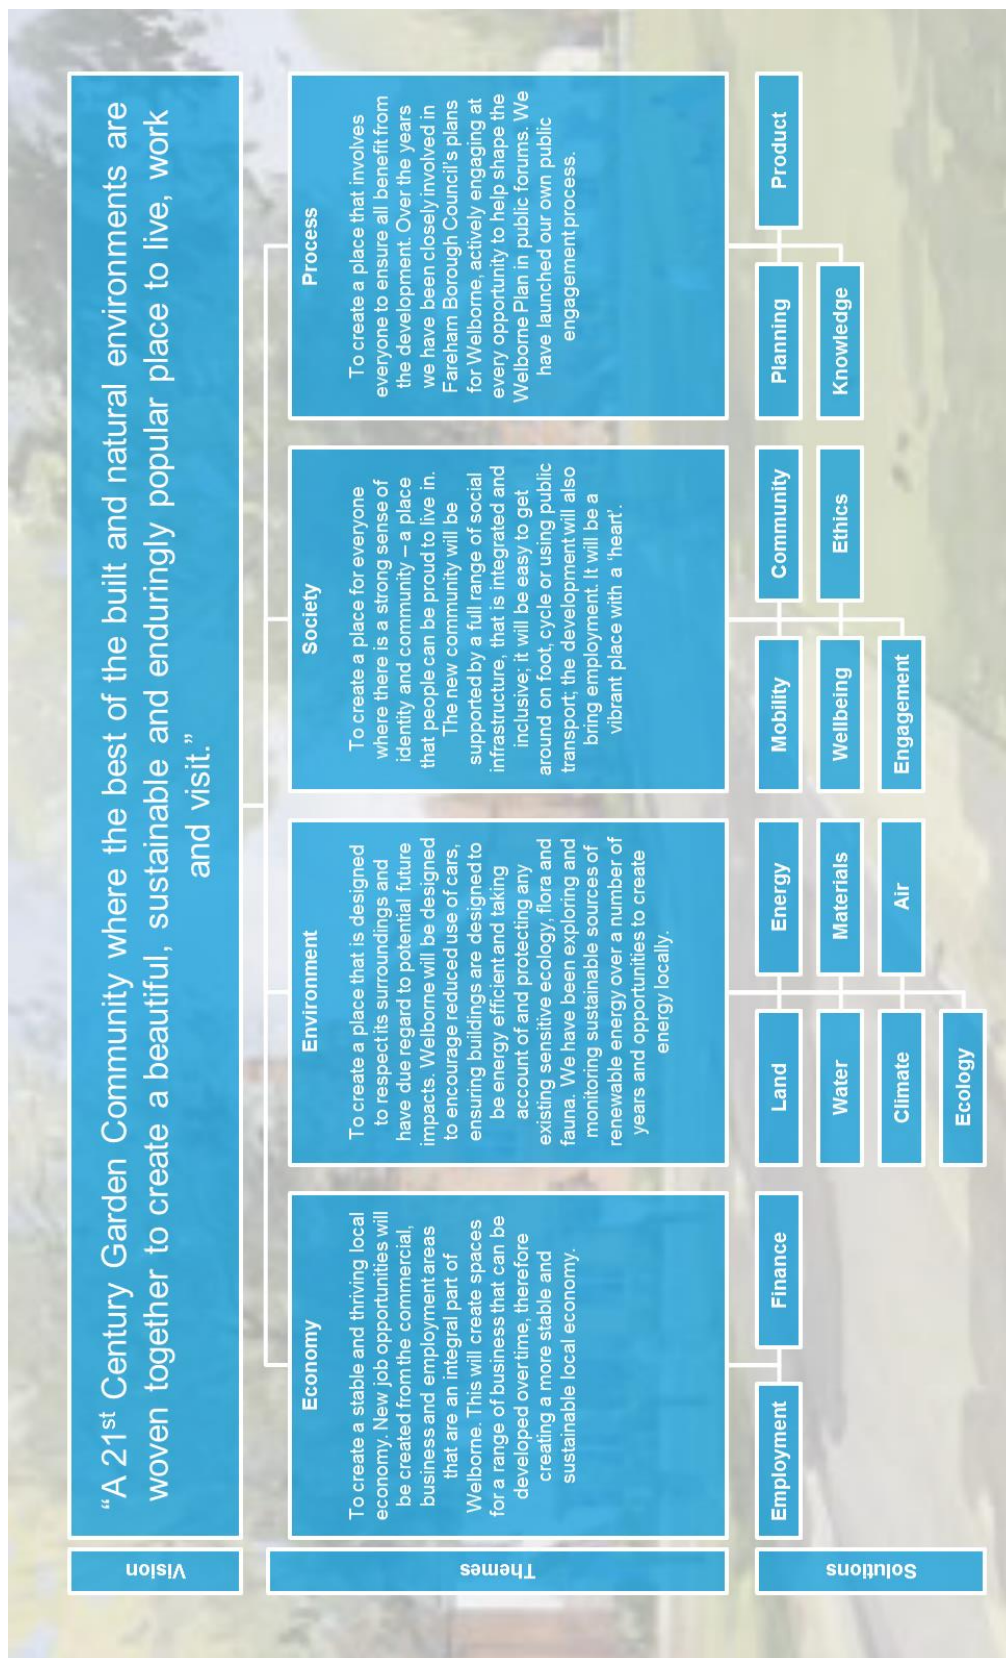 Vision
“A 21st Century Garden Community where the best of the built and natural environments are
woven together to create a beautiful, sustainable and enduringly popular place to live, work
and visit.”
Themes
Economy
To create a stable and thriving local
economy. New job opportunities will
be created from the commercial,
business and employment areas
that are an integral part of
Welborne. This will create spaces
for a range of business that can be
developed over time, therefore
creating a more stable and
sustainable local economy.
Environment
To create a place that is designed
to respect its surroundings and
have due regard to potential future
impacts. Welborne will be designed
to encourage reduced use of cars,
ensuring buildings are designed to
be energy efficient and taking
account of and protecting any
existing sensitive ecology, flora and
fauna. We have been exploring and
monitoring sustainable sources of
renewable energy over a number of
years and opportunities to create
energy locally.
Society
To create a place for everyone
where there is a strong sense of
identity and community – a place
that people can be proud to live in.
The new community will be
supported by a full range of social
infrastructure, that is integrated and
inclusive; it will be easy to get
around on foot, cycle or using public
transport; the development will also
bring employment. It will be a
vibrant place with a ‘heart’.
Process
To create a place that involves
everyone to ensure all benefit from
the development. Over the years
we have been closely involved in
Fareham Borough Council’s plans
for Welborne, actively engaging at
every opportunity to help shape the
Welborne Plan in public forums. We
have launched our own public
engagement process.
Solutions
Employment
Finance
Land
Energy
Water
Materials
Climate
Air
Ecology
Mobility
Community
Wellbeing
Ethics
Engagement
Planning
Product
Knowledge